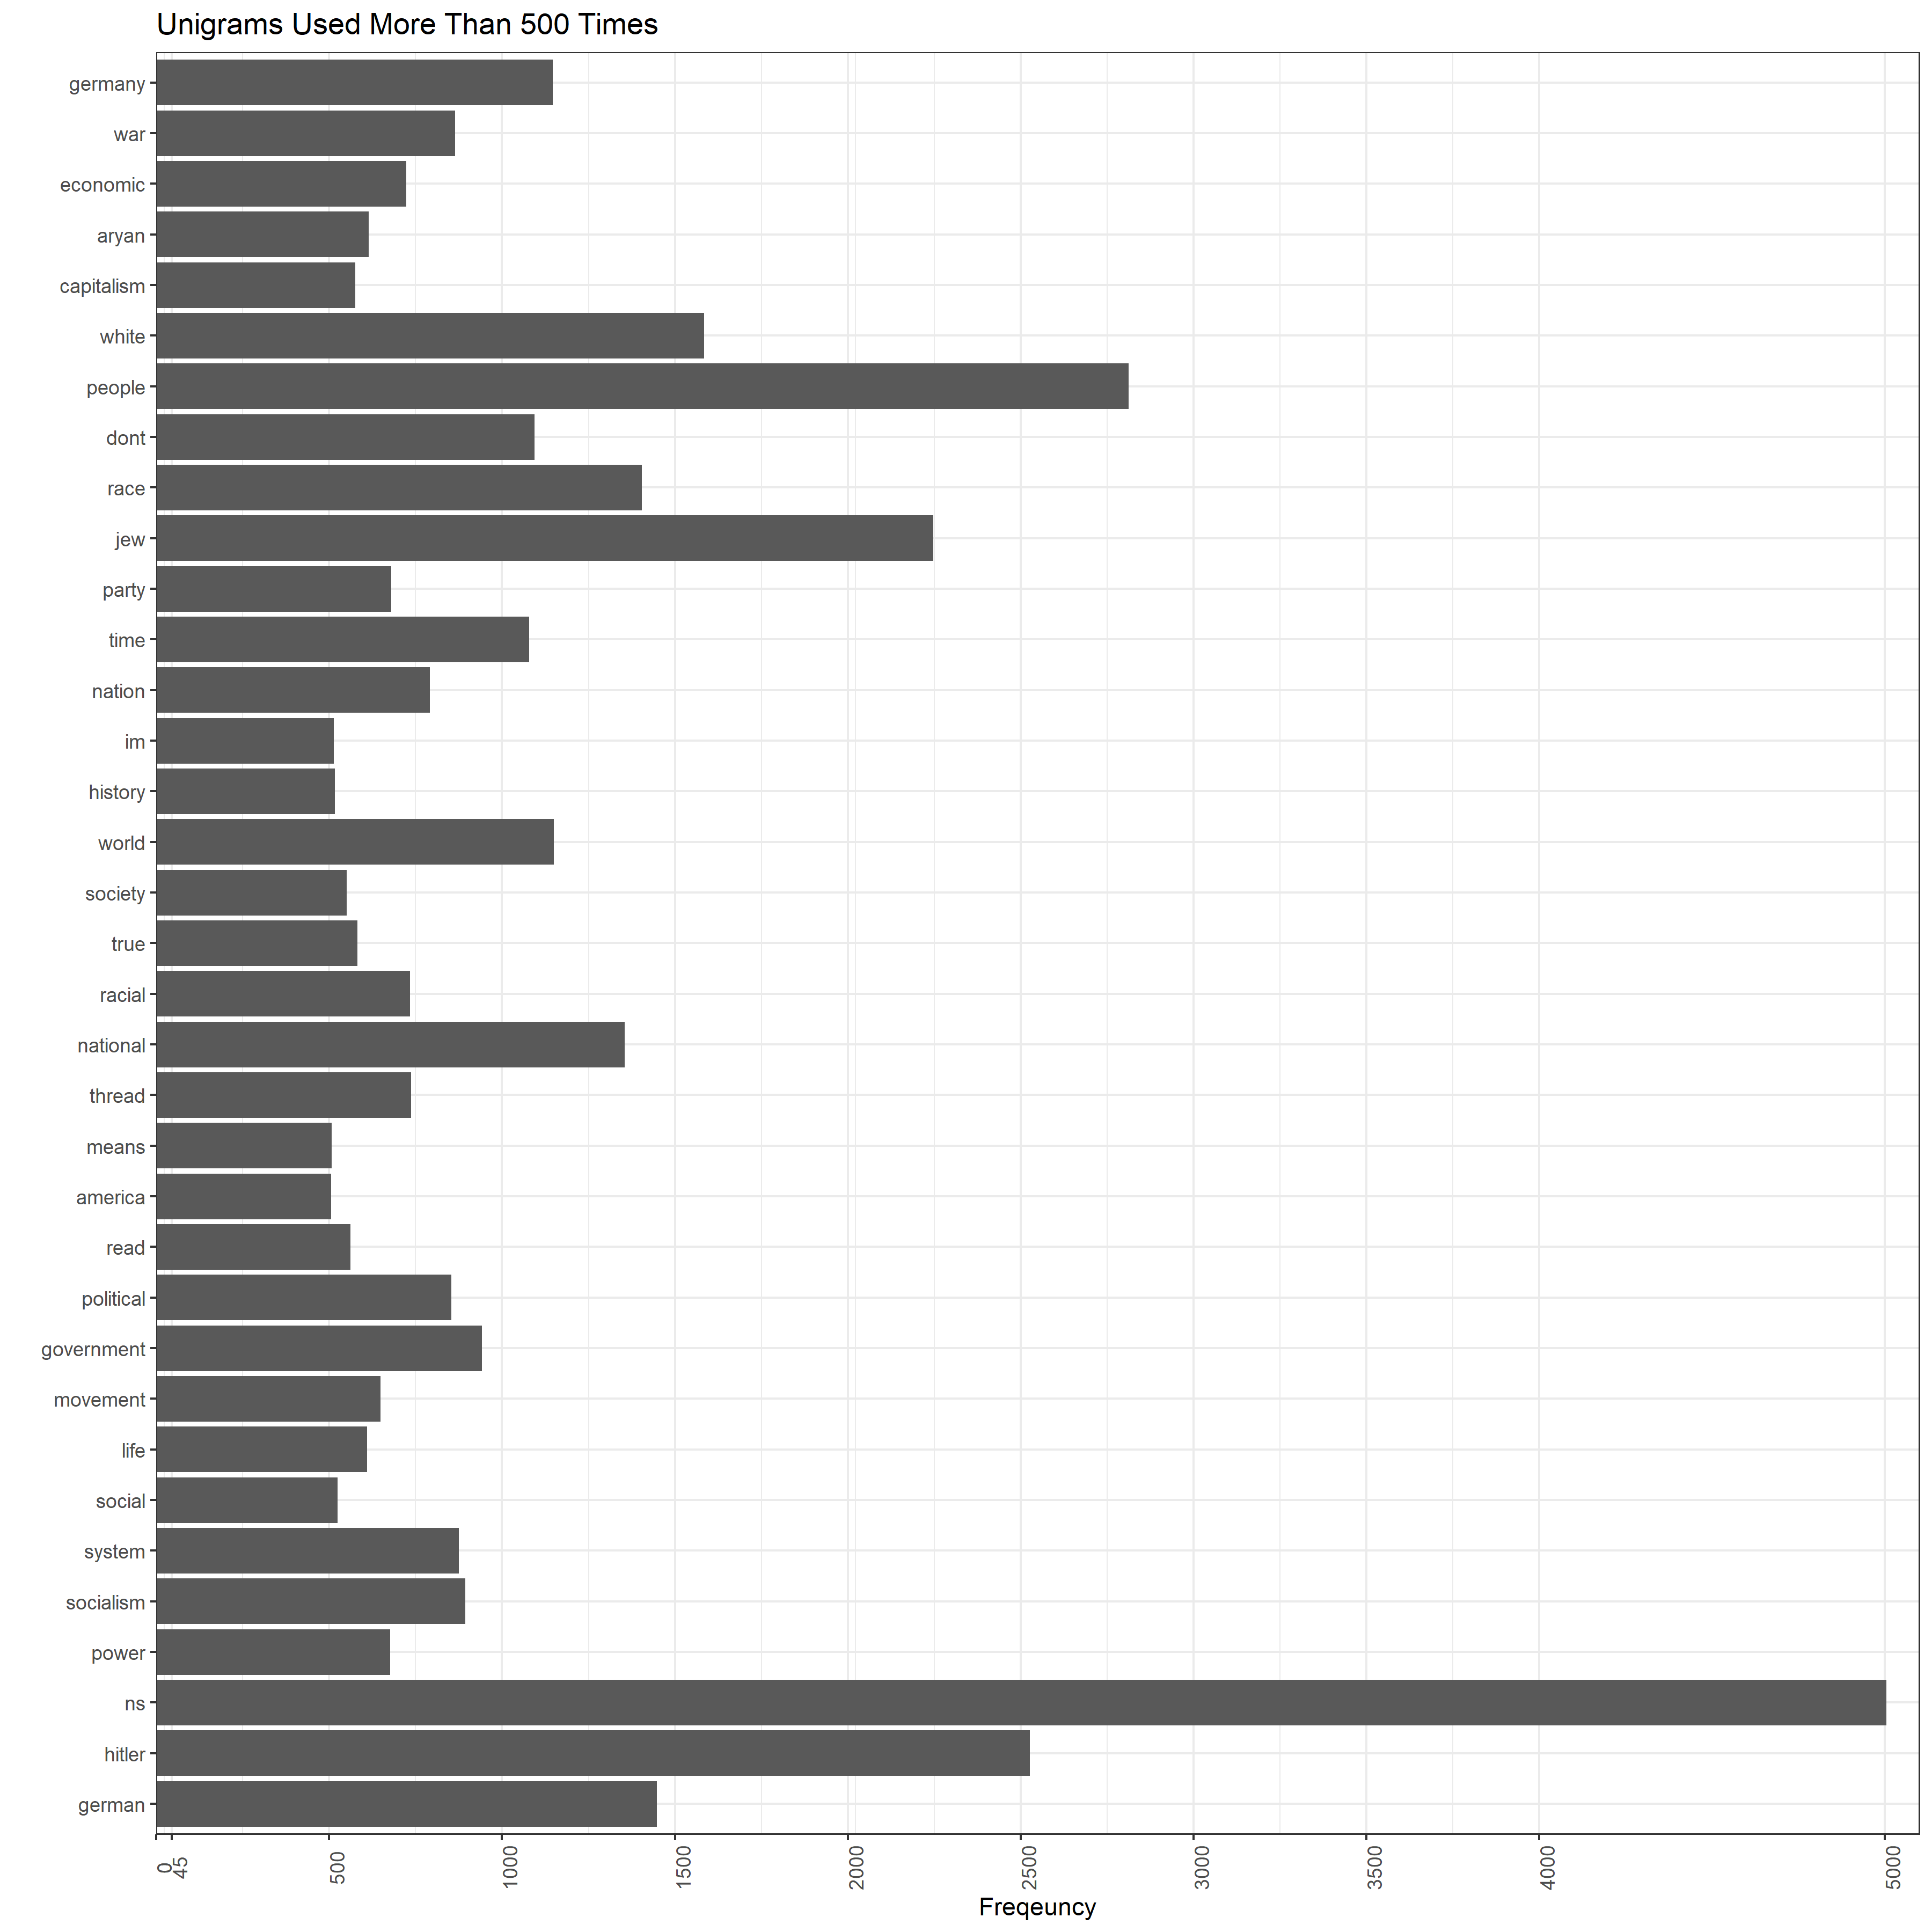 Unigrams Used More Than 500 Times
germany
war
economic
aryan
capitalism
white
people
dont
race
jew
party
time
nation
im
history
world
society
true
racial
national
thread
means
america
read
political
government
movement
life
social
system
socialism
power
ns
hitler
german
0 45 500 1000 1500 2000 2500 3000 3500 4000 5000
Freqeuncy